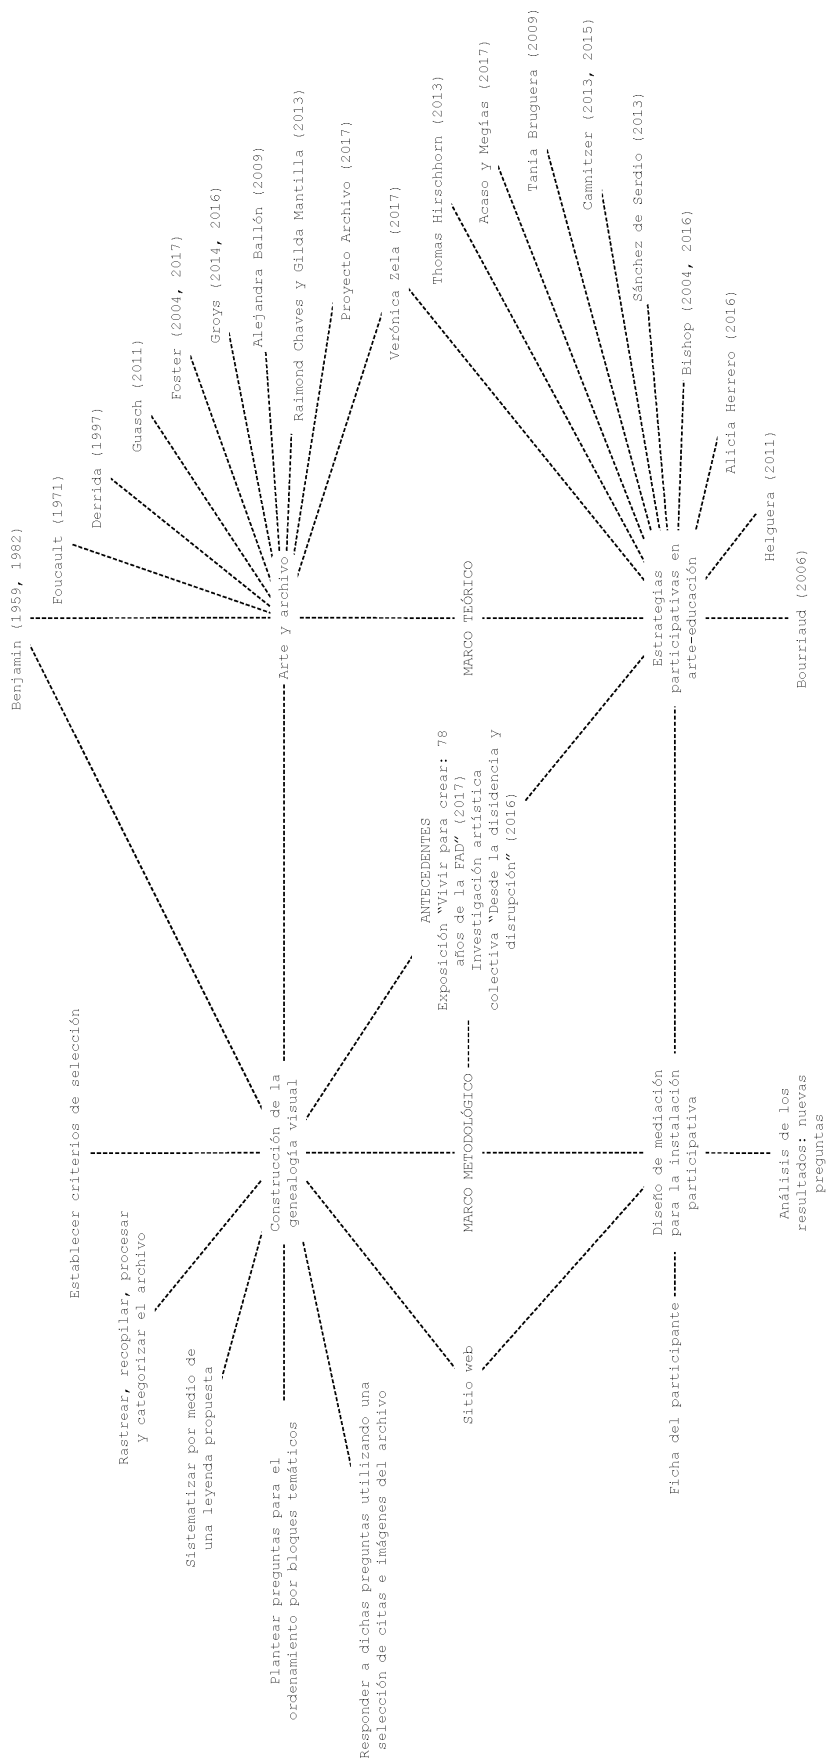 Benjamin (1959, 1982)
Foucault (1971)
Derrida (1997)
Guasch (2011)
Foster (2004, 2017)
Groys (2014, 2016)
Alejandra Ballón (2009)
Raimond Chaves y Gilda Mantilla (2013)
Proyecto Archivo (2017)
Verónica Zela (2017)
Thomas Hirschhorn (2013)
Acaso y Megías (2017)
Tania Bruguera (2009)
Camnitzer (2013, 2015)
Sánchez de Serdio (2013)
Bishop (2004, 2016)
Alicia Herrero (2016)
Helguera (2011)
Bourriaud (2006)
Arte y archivo
MARCO TEÓRICO
Estrategias
participativas en
arte-educación
ANTECEDENTES
Exposición “Vivir para crear: 78
años de la FAD” (2017)
Investigación artística
colectiva “Desde la disidencia y
disrupción” (2016)
Establecer criterios de selección
Rastrear, recopilar, procesar
y categorizar el archivo
Sistematizar por medio de
una leyenda propuesta
Plantear preguntas para el
ordenamiento por bloques temáticos
Responder a dichas preguntas utilizando una
selección de citas e imágenes del archivo
Construcción de la
genealogía visual
MARCO METODOLÓGICO
Sitio web
Diseño de mediación
para la instalación
participativa
Ficha del participante
Análisis de los
resultados: nuevas
preguntas